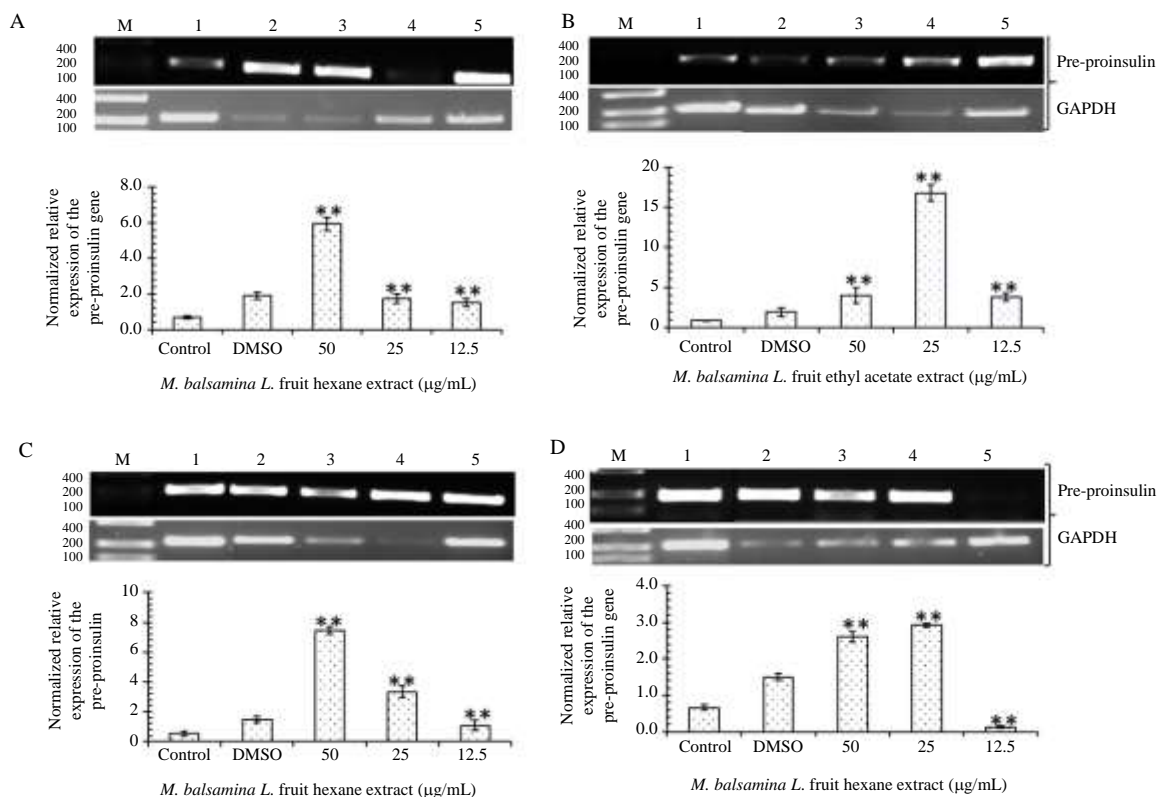 A
M 1 2 3 4 5
400
200
100
400
200
100
Normalized relative
expression of the
pre-proinsulin gene
8.0
6.0
4.0
2.0
0.0
** ** **
Control DMSO 50 25 12.5
M. balsamina L. fruit hexane extract (μg/mL)
B
M 1 2 3 4 5
400
200
100
Pre-proinsulin
400
200
100
GAPDH
Normalized relative
expression of the
pre-proinsulin gene
20
15
10
5
0
** ** **
Control DMSO 50 25 12.5
M. balsamina L. fruit ethyl acetate extract (μg/mL)
C
M 1 2 3 4 5
400
200
400
200
100
Normalized relative
expression of the
pre-proinsulin
10
8
6
4
2
0
** ** **
Control DMSO 50 25 12.5
M. balsamina L. fruit hexane extract (μg/mL)
D
M 1 2 3 4 5
400
200
100
Pre-proinsulin
400
200
100
GAPDH
Normalized relative
expression of the
pre-proinsulin gene
4.0
3.0
2.0
1.0
0.0
** ** **
Control DMSO 50 25 12.5
M. balsamina L. fruit hexane extract (μg/mL)